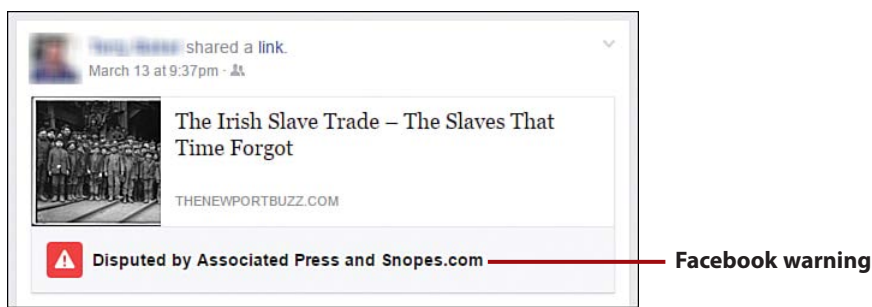 shared a link.
March 13 at 9:37pm ·
The Irish Slave Trade – The Slaves That
Time Forgot
THENEWPORTBUZZ.COM
Disputed by Associated Press and Snopes.com
Facebook warning